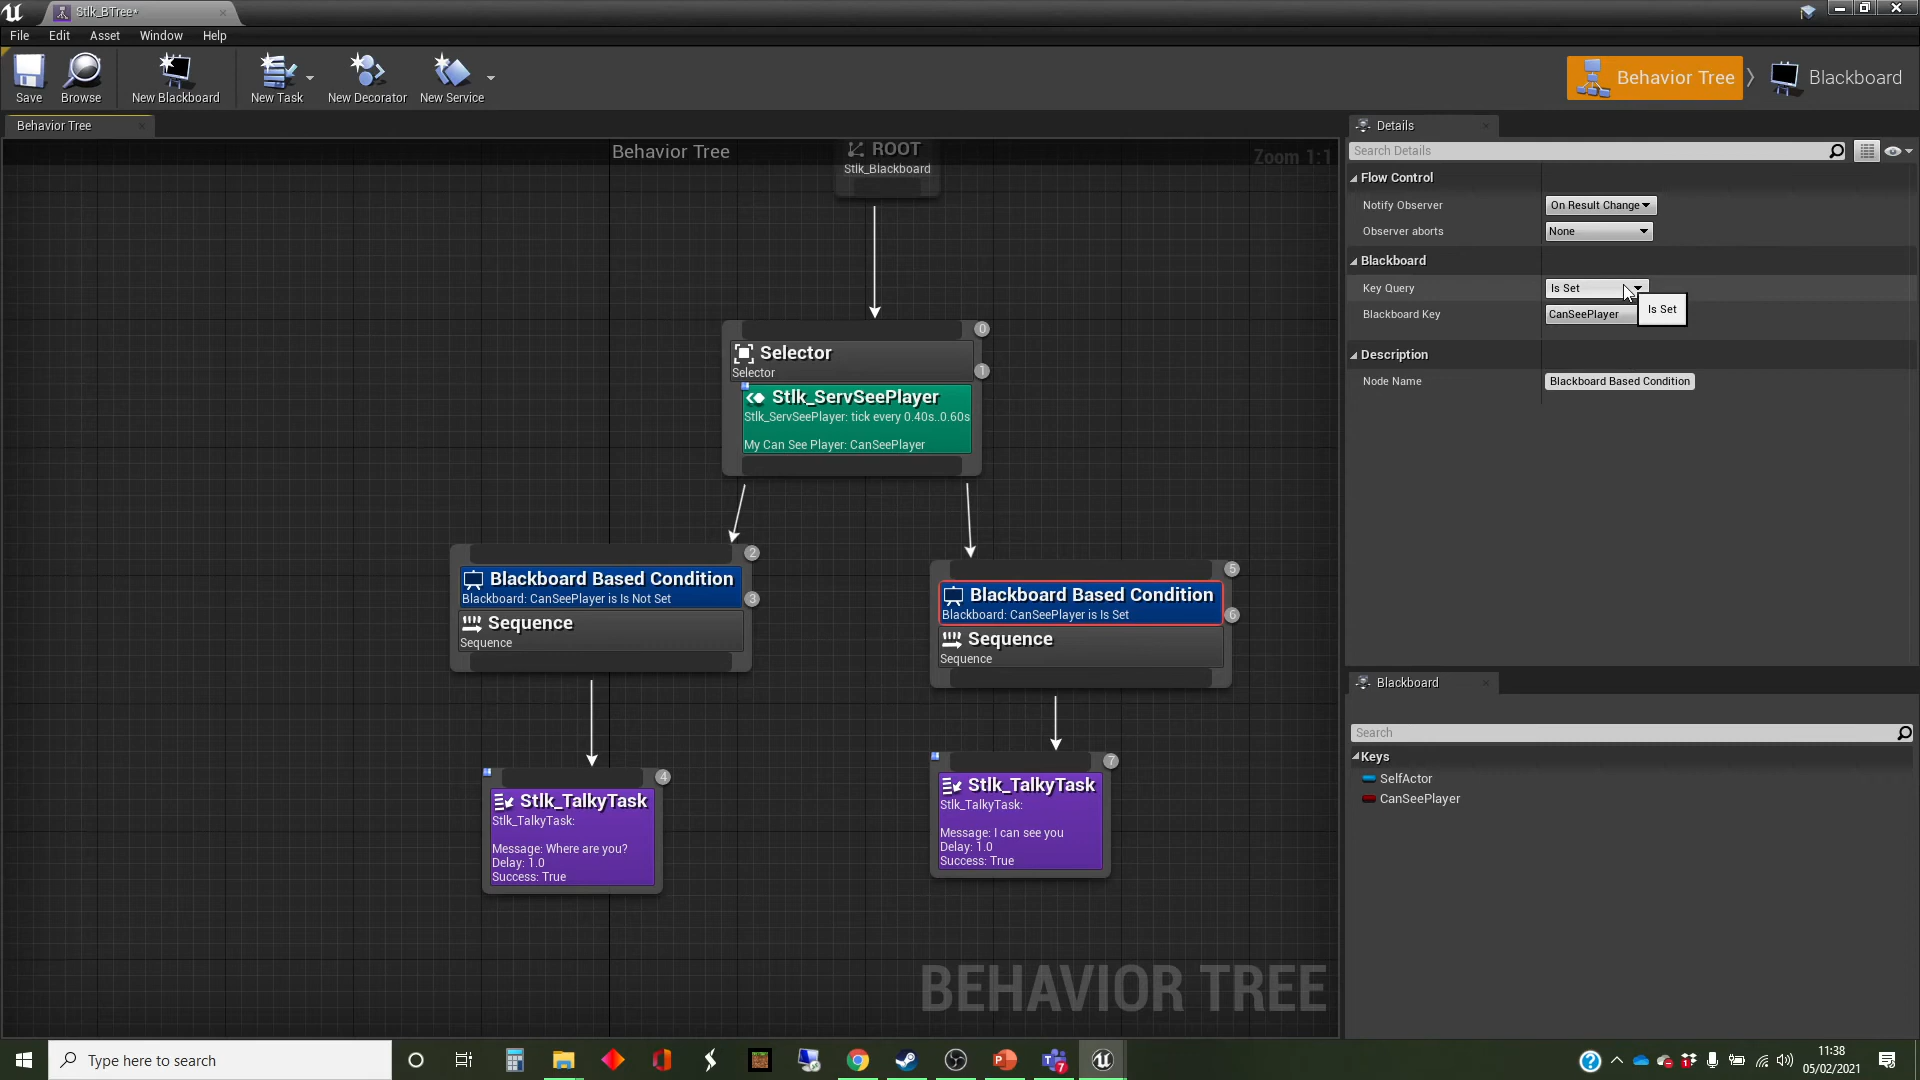 Stlk_BTree*
File Edit Asset Window Help
Save Browse New Blackboard New Task New Decorator New Service
Behavior Tree Blackboard
Behavior Tree
Behavior Tree
Zoom 1:1
ROOT
Stlk_Blackboard
Selector
Selector
0
1
Stlk_ServSeePlayer
Stlk_ServSeePlayer: tick every 0.40s..0.60s
My Can See Player: CanSeePlayer
Blackboard Based Condition
Blackboard: CanSeePlayer is Is Not Set
Sequence
Sequence
2
3
Blackboard Based Condition
Blackboard: CanSeePlayer is Is Set
Sequence
Sequence
5
6
Stlk_TalkyTask
Stlk_TalkyTask:
Message: Where are you?
Delay: 1.0
Success: True
4
Stlk_TalkyTask
Stlk_TalkyTask:
Message: I can see you
Delay: 1.0
Success: True
7
BEHAVIOR TREE
Details
Search Details
Flow Control
Notify Observer On Result Change
Observer aborts None
Blackboard
Key Query Is Set
Is Set
Blackboard Key CanSeePlayer
Description
Node Name Blackboard Based Condition
Blackboard
Search
Keys
SelfActor
CanSeePlayer
Type here to search
7
11:38
05/02/2021